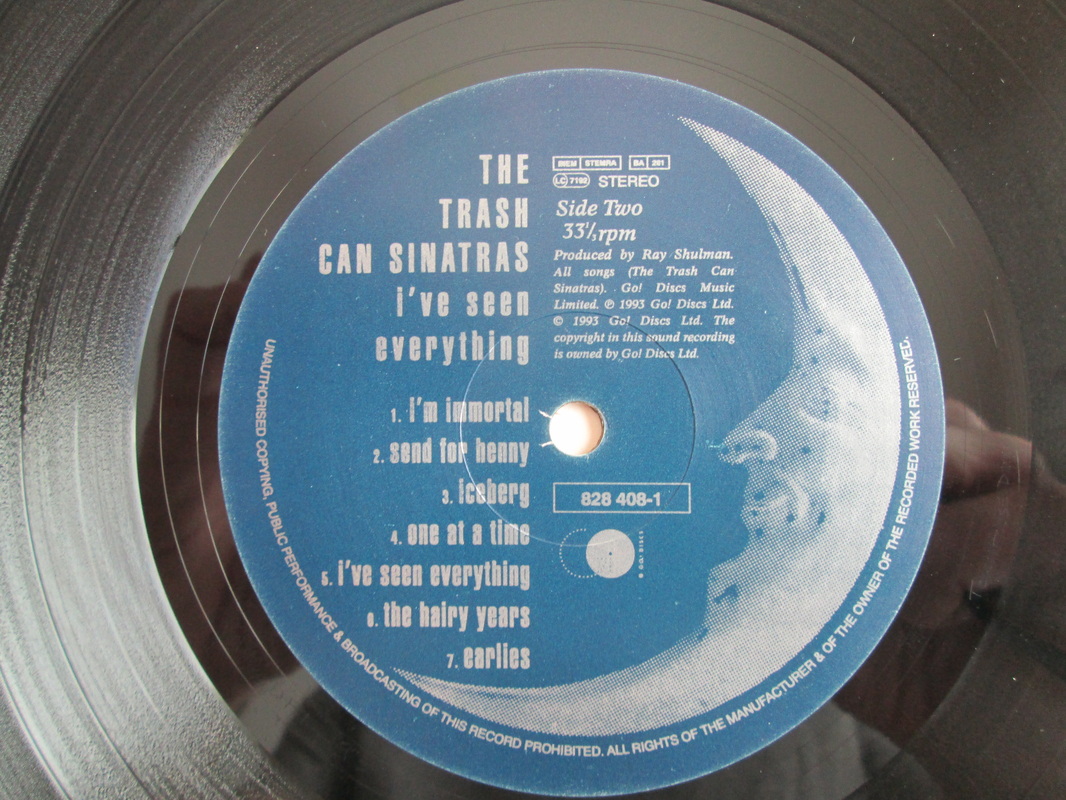 THE
TRASH
CAN SINATRAS
i've seen
everything
1. i'm immortal
2. send for henny
3. iceberg
4. one at a time
5. i've seen everything
6. the hairy years
7. earlies
BIEM STEMRA BA 281
LC 7192 STEREO
Side Two
33⅓rpm
Produced by Ray Shulman.
All songs (The Trash Can
Sinatras). Go! Discs Music
Limited. ℗ 1993 Go! Discs Ltd.
© 1993 Go! Discs Ltd. The
copyright in this sound recording
is owned by Go! Discs Ltd.
828 408-1
GO! DISCS
UNAUTHORISED COPYING, PUBLIC PERFORMANCE & BROADCASTING OF THIS RECORD PROHIBITED. ALL RIGHTS OF THE MANUFACTURER & OF THE OWNER OF THE RECORDED WORK RESERVED.